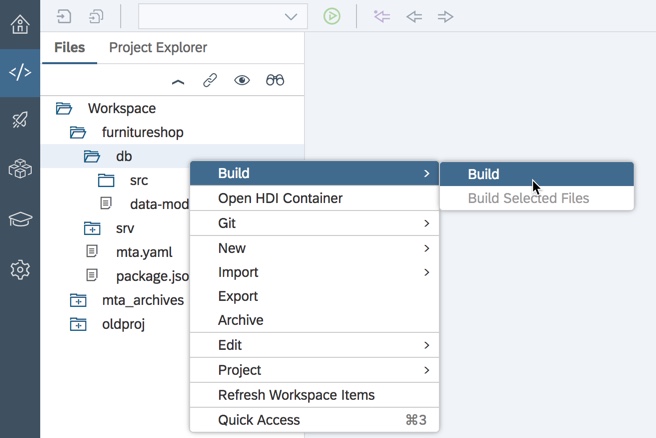 Files
Project Explorer
Workspace
furnitureshop
db
src
data-mod
srv
mta.yaml
package.jso
mta_archives
oldproj
Build
Open HDI Container
Git
New
Import
Export
Archive
Edit
Project
Refresh Workspace Items
Quick Access ⌘3
Build
Build Selected Files